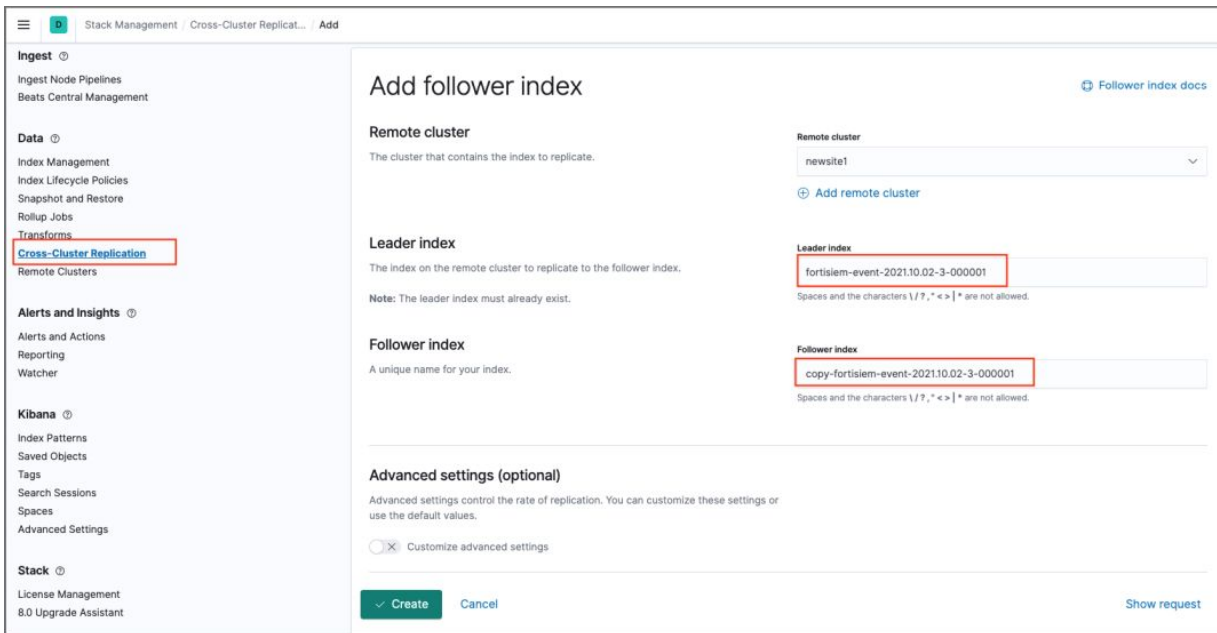 D Stack Management / Cross-Cluster Replicat... / Add
Ingest
Ingest Node Pipelines
Beats Central Management
Data
Index Management
Index Lifecycle Policies
Snapshot and Restore
Rollup Jobs
Transforms
Cross-Cluster Replication
Remote Clusters
Alerts and Insights
Alerts and Actions
Reporting
Watcher
Kibana
Index Patterns
Saved Objects
Tags
Search Sessions
Spaces
Advanced Settings
Stack
License Management
8.0 Upgrade Assistant
Add follower index
Follower index docs
Remote cluster
The cluster that contains the index to replicate.
Remote cluster
newsite1
Add remote cluster
Leader index
The index on the remote cluster to replicate to the follower index.
Note: The leader index must already exist.
Leader index
fortisiem-event-2021.10.02-3-000001
Spaces and the characters \ / ? , " < > | * are not allowed.
Follower index
A unique name for your index.
Follower index
copy-fortisiem-event-2021.10.02-3-000001
Spaces and the characters \ / ? , " < > | * are not allowed.
Advanced settings (optional)
Advanced settings control the rate of replication. You can customize these settings or
use the default values.
Customize advanced settings
Create
Cancel
Show request